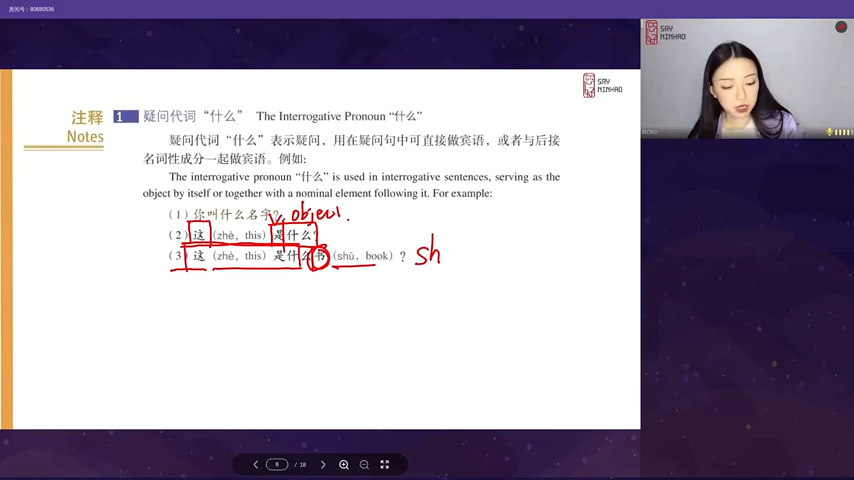 房间号：80680536
SAY
NINHAO
SAY
NINHAO
注释
Notes
1 疑问代词“什么” The Interrogative Pronoun “什么”
疑问代词“什么”表示疑问，用在疑问句中可直接做宾语，或者与后接
名词性成分一起做宾语。例如：
The interrogative pronoun “什么” is used in interrogative sentences, serving as the
object by itself or together with a nominal element following it. For example:
（1）你叫什么名字？
v. object.
（2）这（zhè, this）是什么？
（3）这（zhè, this）是什么书（shū, book）？ sh
6 / 18